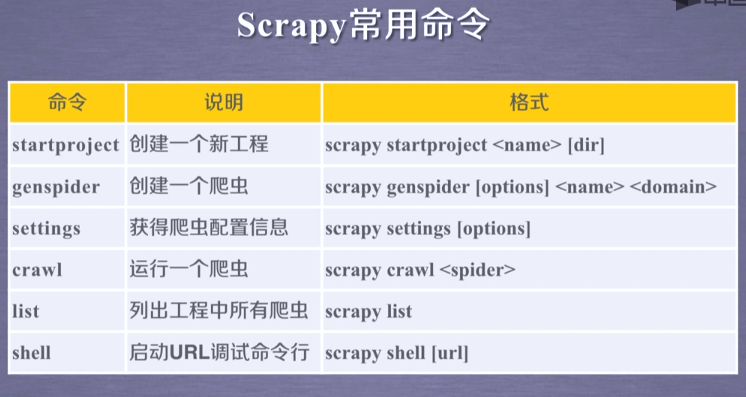 Scrapy常用命令
命令 说明 格式
startproject 创建一个新工程 scrapy startproject <name> [dir]
genspider 创建一个爬虫 scrapy genspider [options] <name> <domain>
settings 获得爬虫配置信息 scrapy settings [options]
crawl 运行一个爬虫 scrapy crawl <spider>
list 列出工程中所有爬虫 scrapy list
shell 启动URL调试命令行 scrapy shell [url]